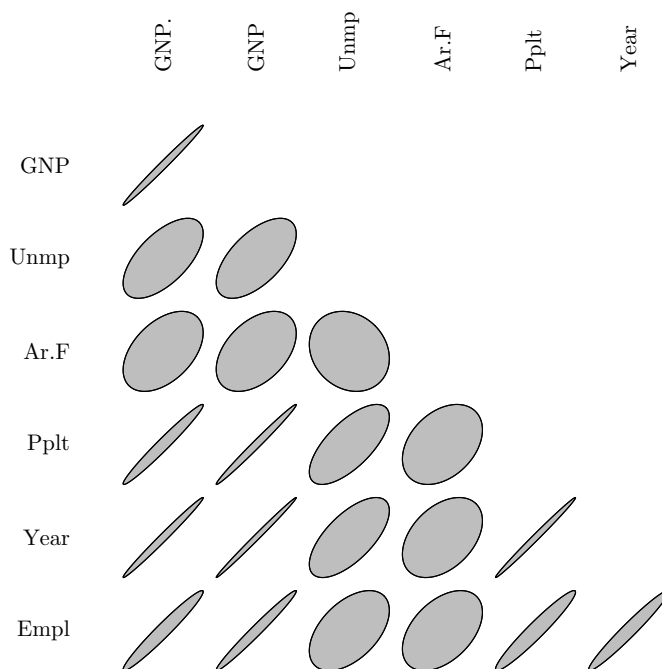 GNP.
GNP
Unmp
Ar.F
Pplt
Year
GNP
Unmp
Ar.F
Pplt
Year
Empl